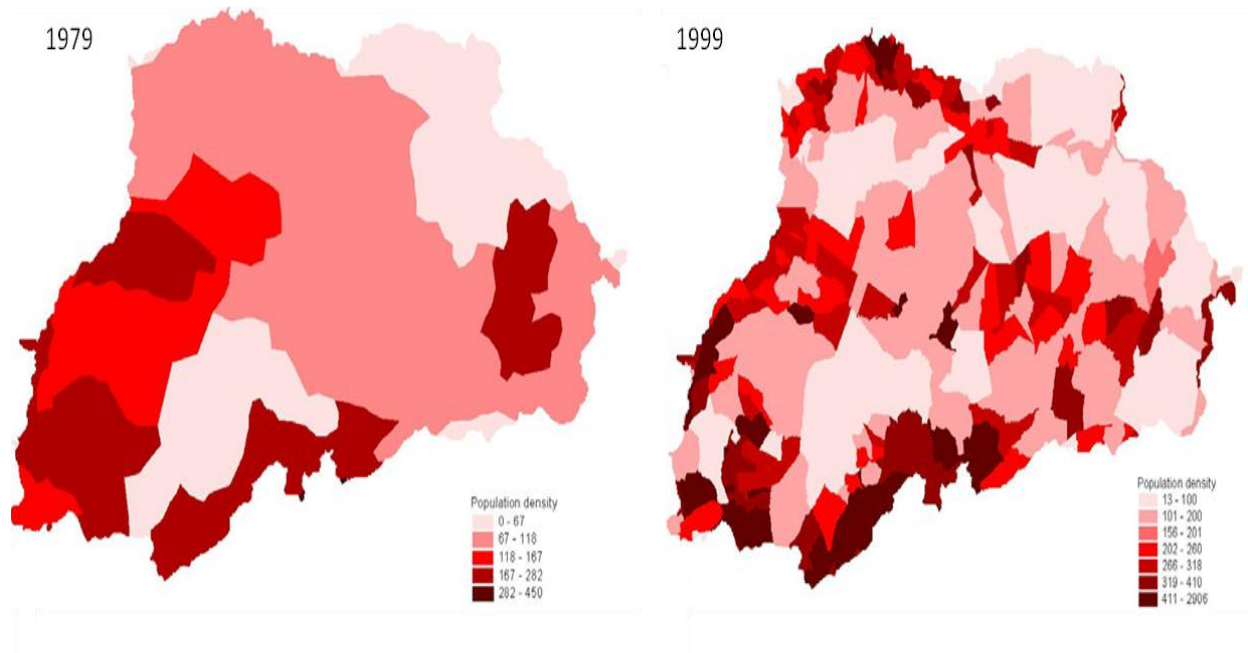 1979
Population density
0 - 67
67 - 118
118 - 167
167 - 282
282 - 450
1999
Population density
13 - 100
101 - 200
156 - 201
202 - 260
266 - 318
319 - 410
411 - 2906